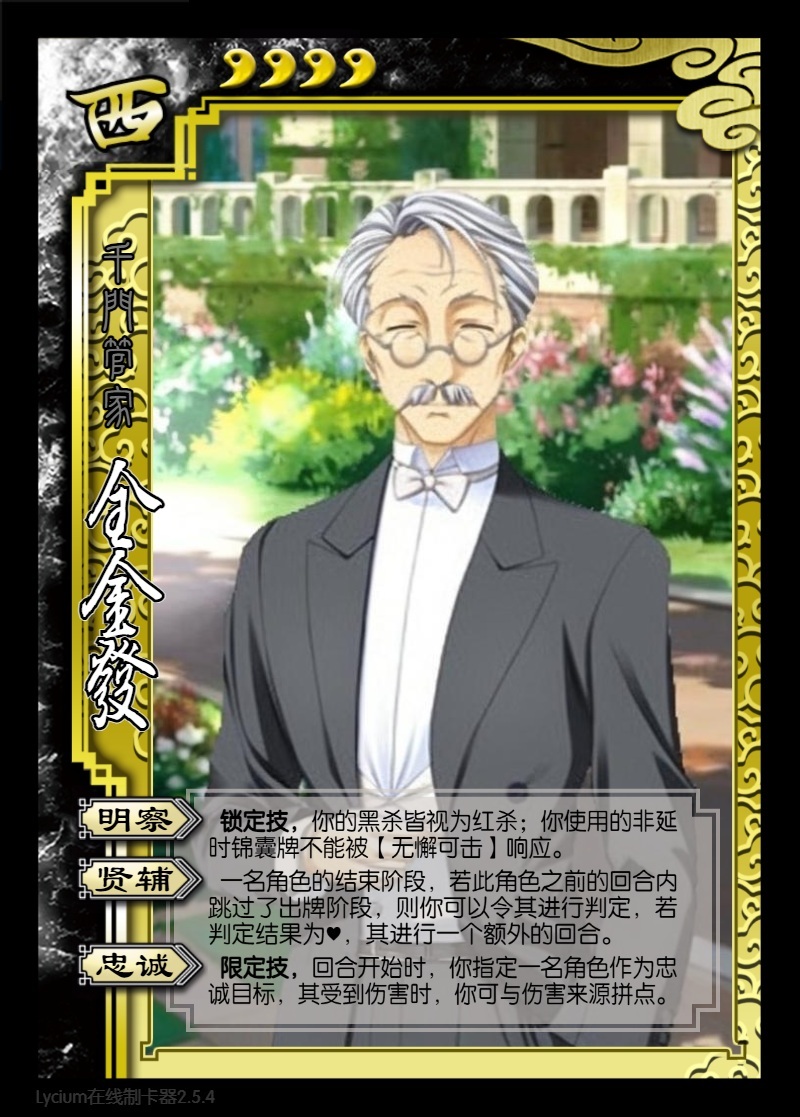 西
千門管家
全金發
明察
锁定技，你的黑杀皆视为红杀；你使用的非延
时锦囊牌不能被【无懈可击】响应。
贤辅
一名角色的结束阶段，若此角色之前的回合内
跳过了出牌阶段，则你可以令其进行判定，若
判定结果为♥，其进行一个额外的回合。
忠诚
限定技，回合开始时，你指定一名角色作为忠
诚目标，其受到伤害时，你可与伤害来源拼点。
Lycium在线制卡器2.5.4